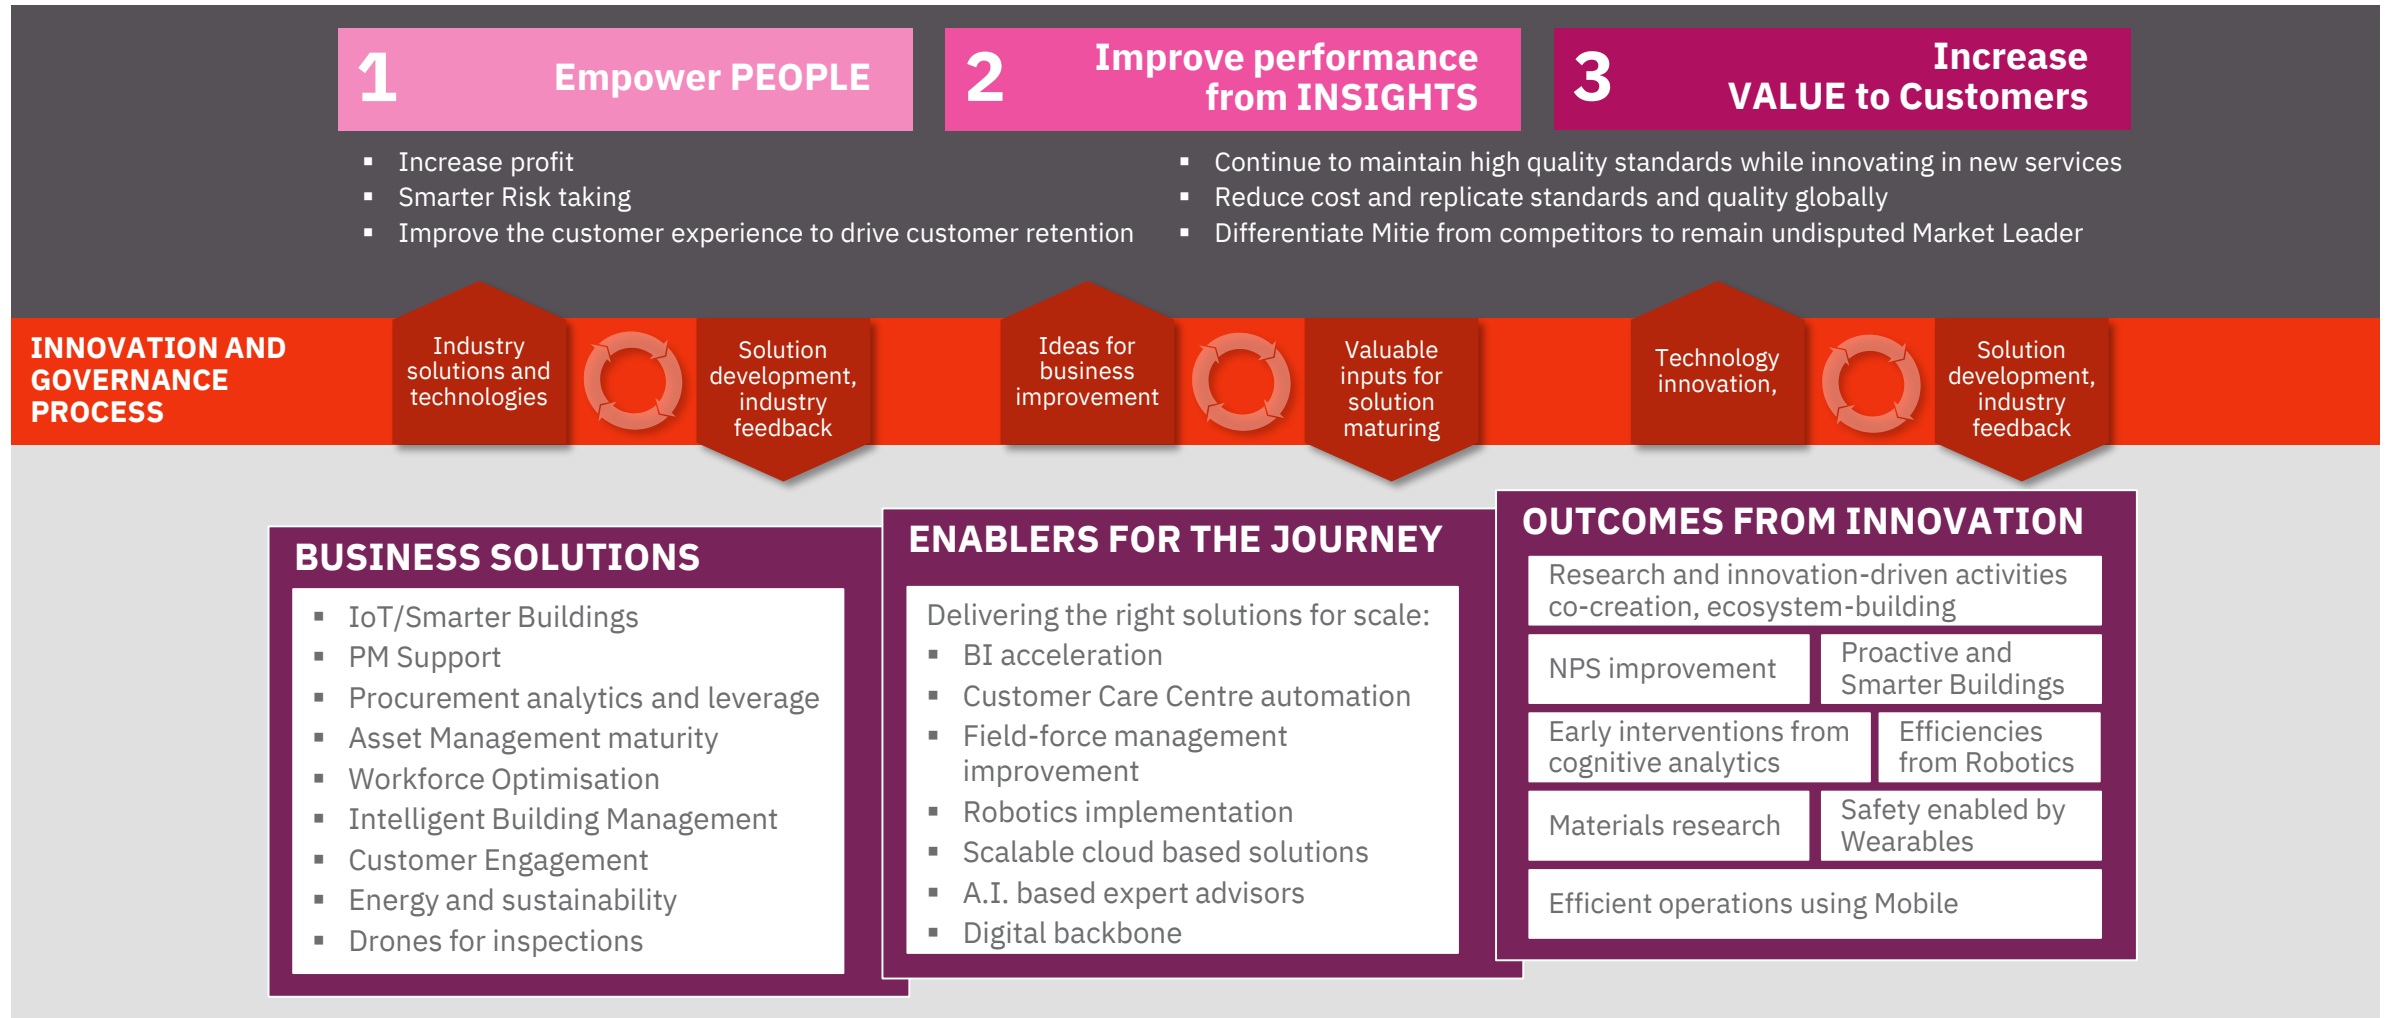 1
Empower PEOPLE
2
Improve performance
from INSIGHTS
3
Increase
VALUE to Customers
▪ Increase profit
▪ Smarter Risk taking
▪ Improve the customer experience to drive customer retention
▪ Continue to maintain high quality standards while innovating in new services
▪ Reduce cost and replicate standards and quality globally
▪ Differentiate Mitie from competitors to remain undisputed Market Leader
INNOVATION AND
GOVERNANCE
PROCESS
Industry
solutions and
technologies
Solution
development,
industry
feedback
Ideas for
business
improvement
Valuable
inputs for
solution
maturing
Technology
innovation,
Solution
development,
industry
feedback
BUSINESS SOLUTIONS
▪ IoT/Smarter Buildings
▪ PM Support
▪ Procurement analytics and leverage
▪ Asset Management maturity
▪ Workforce Optimisation
▪ Intelligent Building Management
▪ Customer Engagement
▪ Energy and sustainability
▪ Drones for inspections
ENABLERS FOR THE JOURNEY
Delivering the right solutions for scale:
▪ BI acceleration
▪ Customer Care Centre automation
▪ Field-force management
improvement
▪ Robotics implementation
▪ Scalable cloud based solutions
▪ A.I. based expert advisors
▪ Digital backbone
OUTCOMES FROM INNOVATION
Research and innovation-driven activities
co-creation, ecosystem-building
NPS improvement
Proactive and
Smarter Buildings
Early interventions from
cognitive analytics
Efficiencies
from Robotics
Materials research
Safety enabled by
Wearables
Efficient operations using Mobile